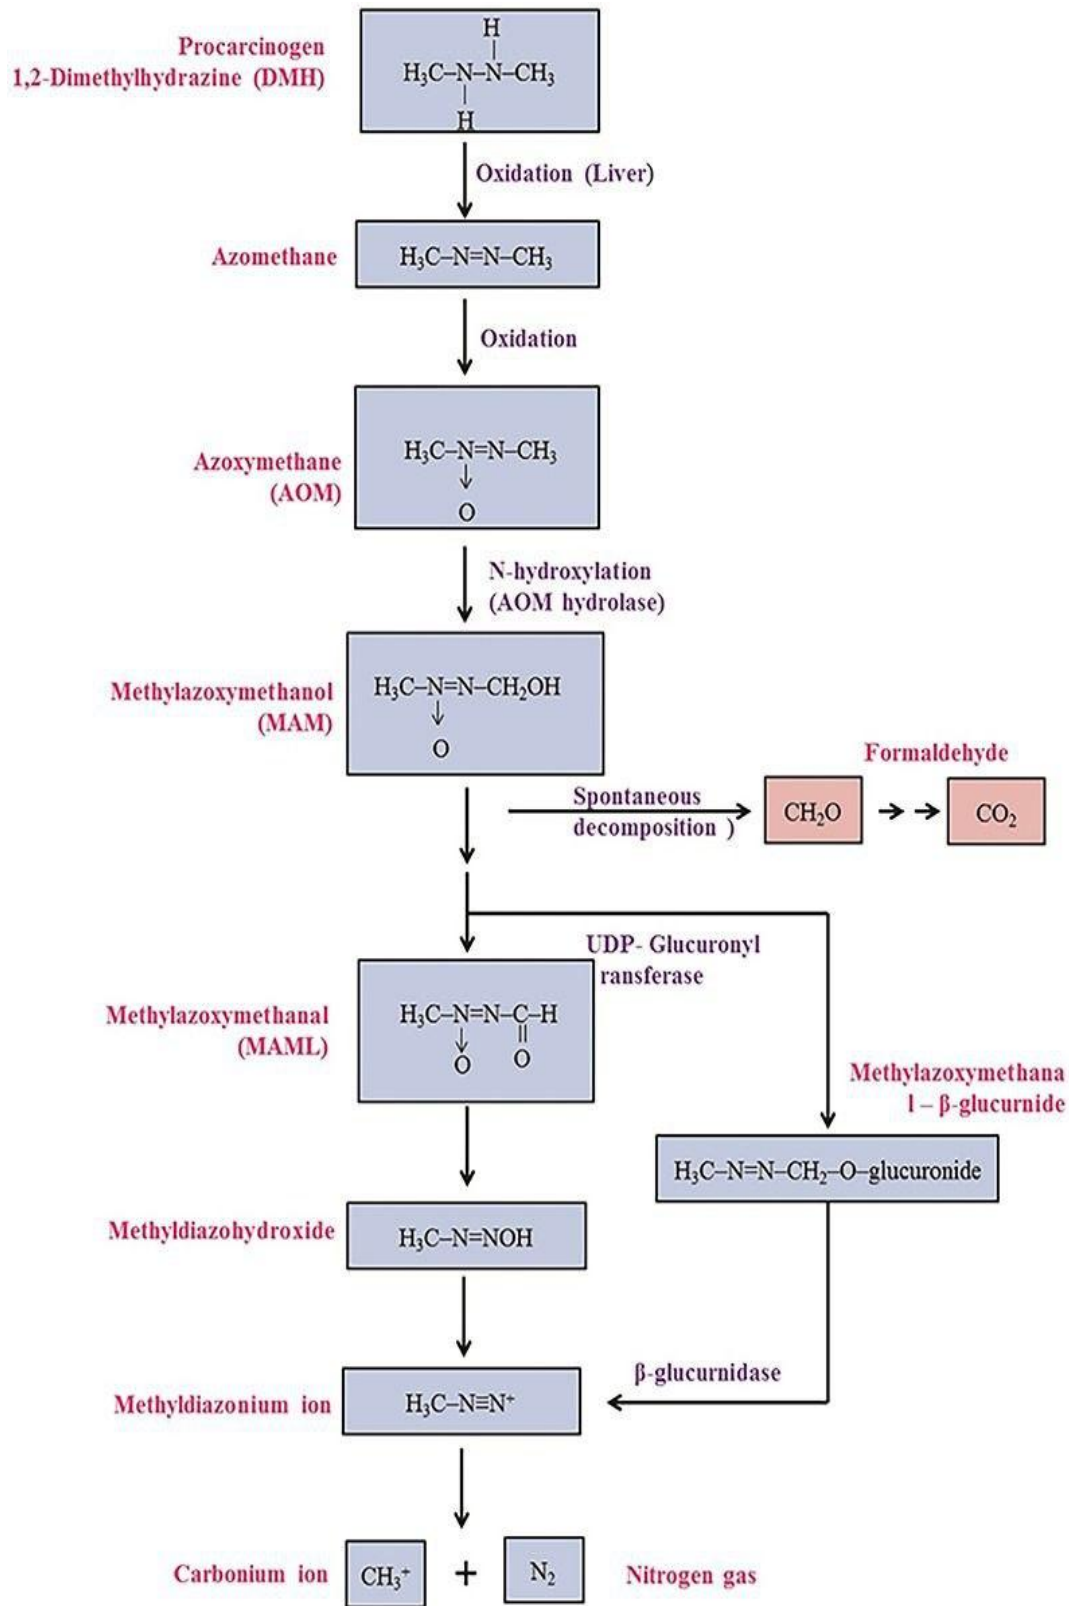 Procarcinogen
1,2-Dimethylhydrazine (DMH)
H
H₃C–N–N–CH₃
H
Oxidation (Liver)
Azomethane
H₃C–N=N–CH₃
Oxidation
Azoxymethane
(AOM)
H₃C–N=N–CH₃
O
N-hydroxylation
(AOM hydrolase)
Methylazoxymethanol
(MAM)
H₃C–N=N–CH₂OH
O
Formaldehyde
Spontaneous
decomposition )
CH₂O
CO₂
UDP- Glucuronyl
ransferase
Methylazoxymethanal
(MAML)
H₃C–N=N–C–H
O O
Methylazoxymethana
l – β-glucurnide
H₃C–N=N–CH₂–O–glucuronide
Methyldiazohydroxide
H₃C–N=NOH
β-glucurnidase
Methyldiazonium ion
H₃C–N≡N⁺
Carbonium ion
CH₃⁺
+
N₂
Nitrogen gas